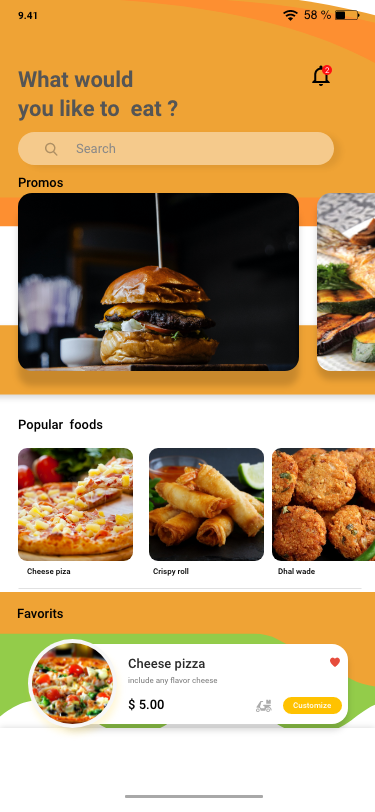 9.41
58 %
What would
2
you like to eat ?
Search
Promos
Popular foods
Cheese piza
Crispy roll
Dhal wade
Favorits
Cheese pizza
include any flavor cheese
$ 5.00
Customize